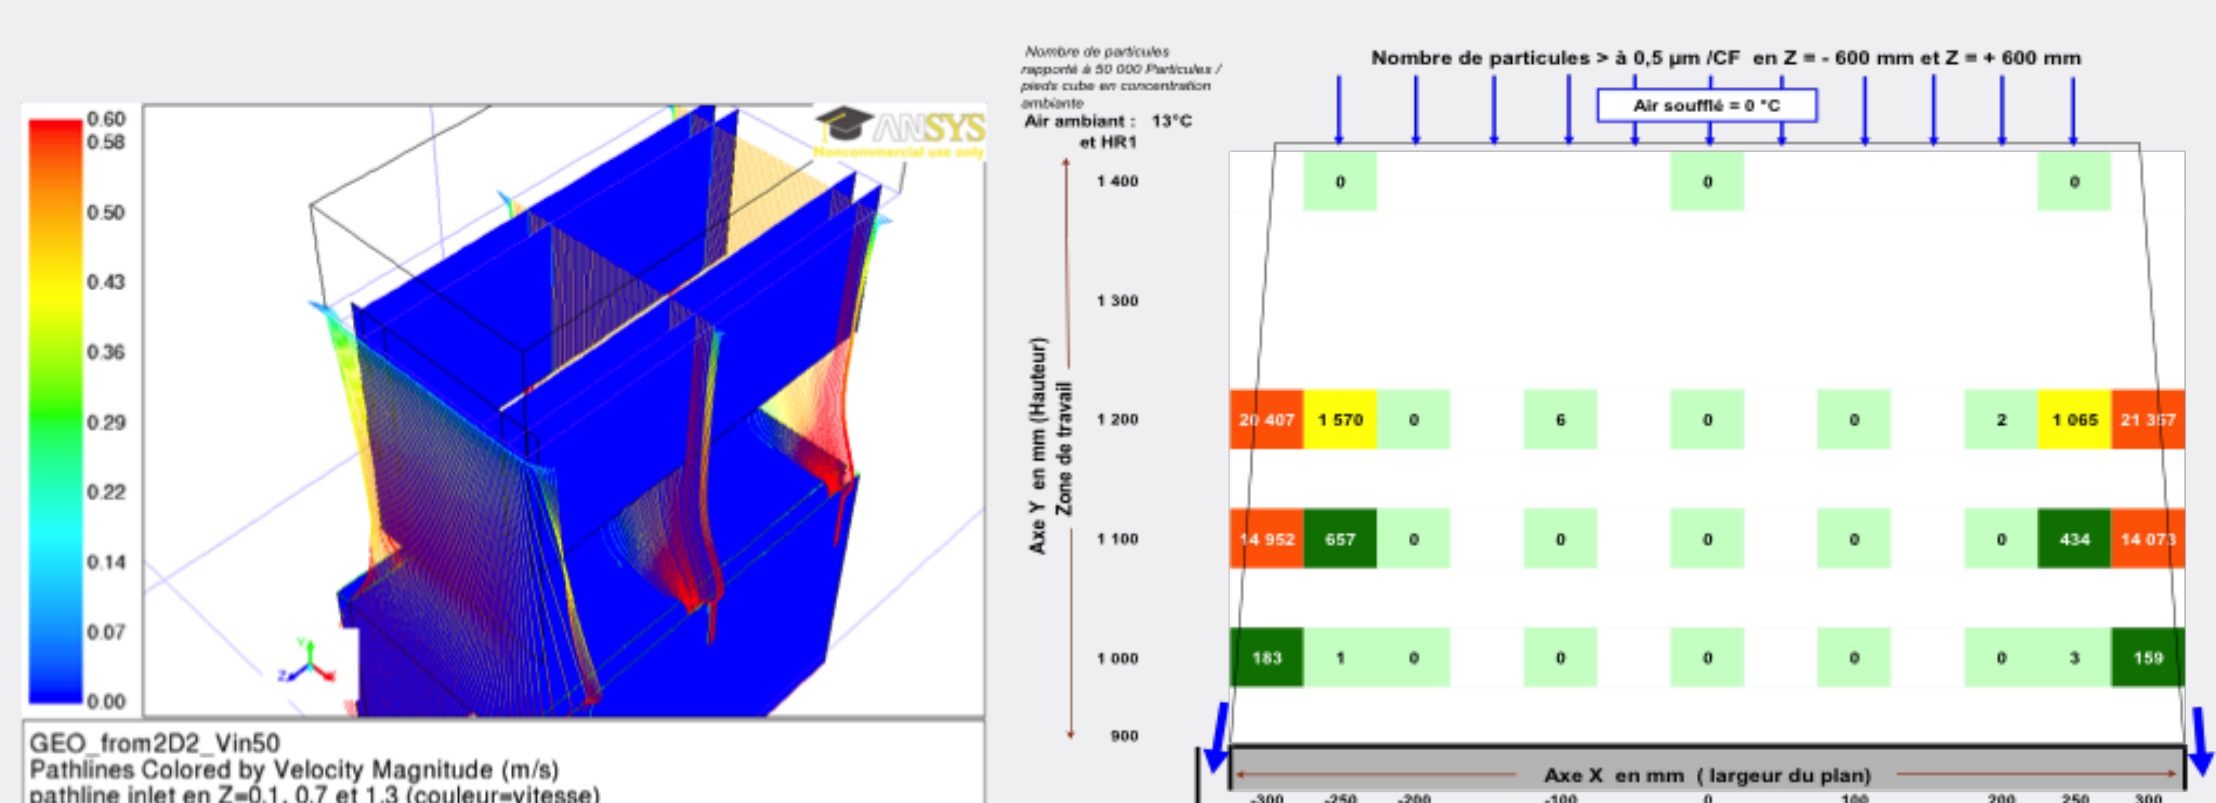 0.60
0.58
0.50
0.43
0.36
0.29
0.22
0.14
0.07
0.00
ANSYS
Noncommercial use only
Y
Z
GEO_from2D2_Vin50
Pathlines Colored by Velocity Magnitude (m/s)
pathline inlet en Z=0.1, 0.7 et 1.3 (couleur=vitesse)
Nombre de particules
rapporté à 50 000 Particules /
pieds cube en concentration
ambiante
Air ambiant : 13°C
et HR1
Nombre de particules > à 0,5 µm /CF en Z = - 600 mm et Z = + 600 mm
Air soufflé = 0 °C
Axe Y en mm (Hauteur)
Zone de travail
1 400 0 0 0
1 300
1 200 20 407 1 570 0 6 0 0 2 1 065 21 357
1 100 14 952 657 0 0 0 0 0 434 14 073
1 000 183 1 0 0 0 0 0 3 159
900
Axe X en mm ( largeur du plan)
-300 -250 -200 -100 0 100 200 250 300